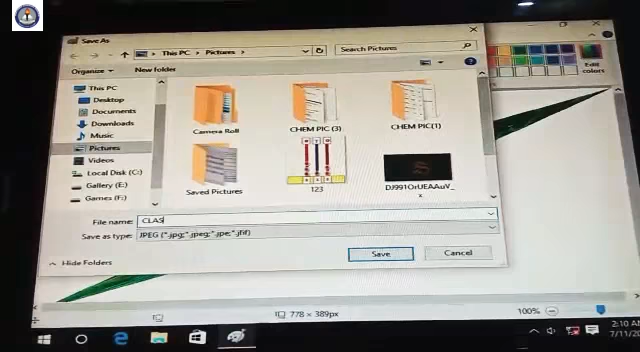 Save As
This PC > Pictures >
Search Pictures
Organize
New folder
Edit colors
This PC
Desktop
Documents
Downloads
Music
Pictures
Videos
Local Disk (C:)
Gallery (E:)
Games (F:)
Camera Roll
CHEM PIC (3)
CHEM PIC(1)
Saved Pictures
123
File name: CLAS
Save as type: JPEG (*.jpg;*.jpeg;*.jpe;*.jfif)
Hide Folders
Save
Cancel
778 × 389px
100%
2:10 AM